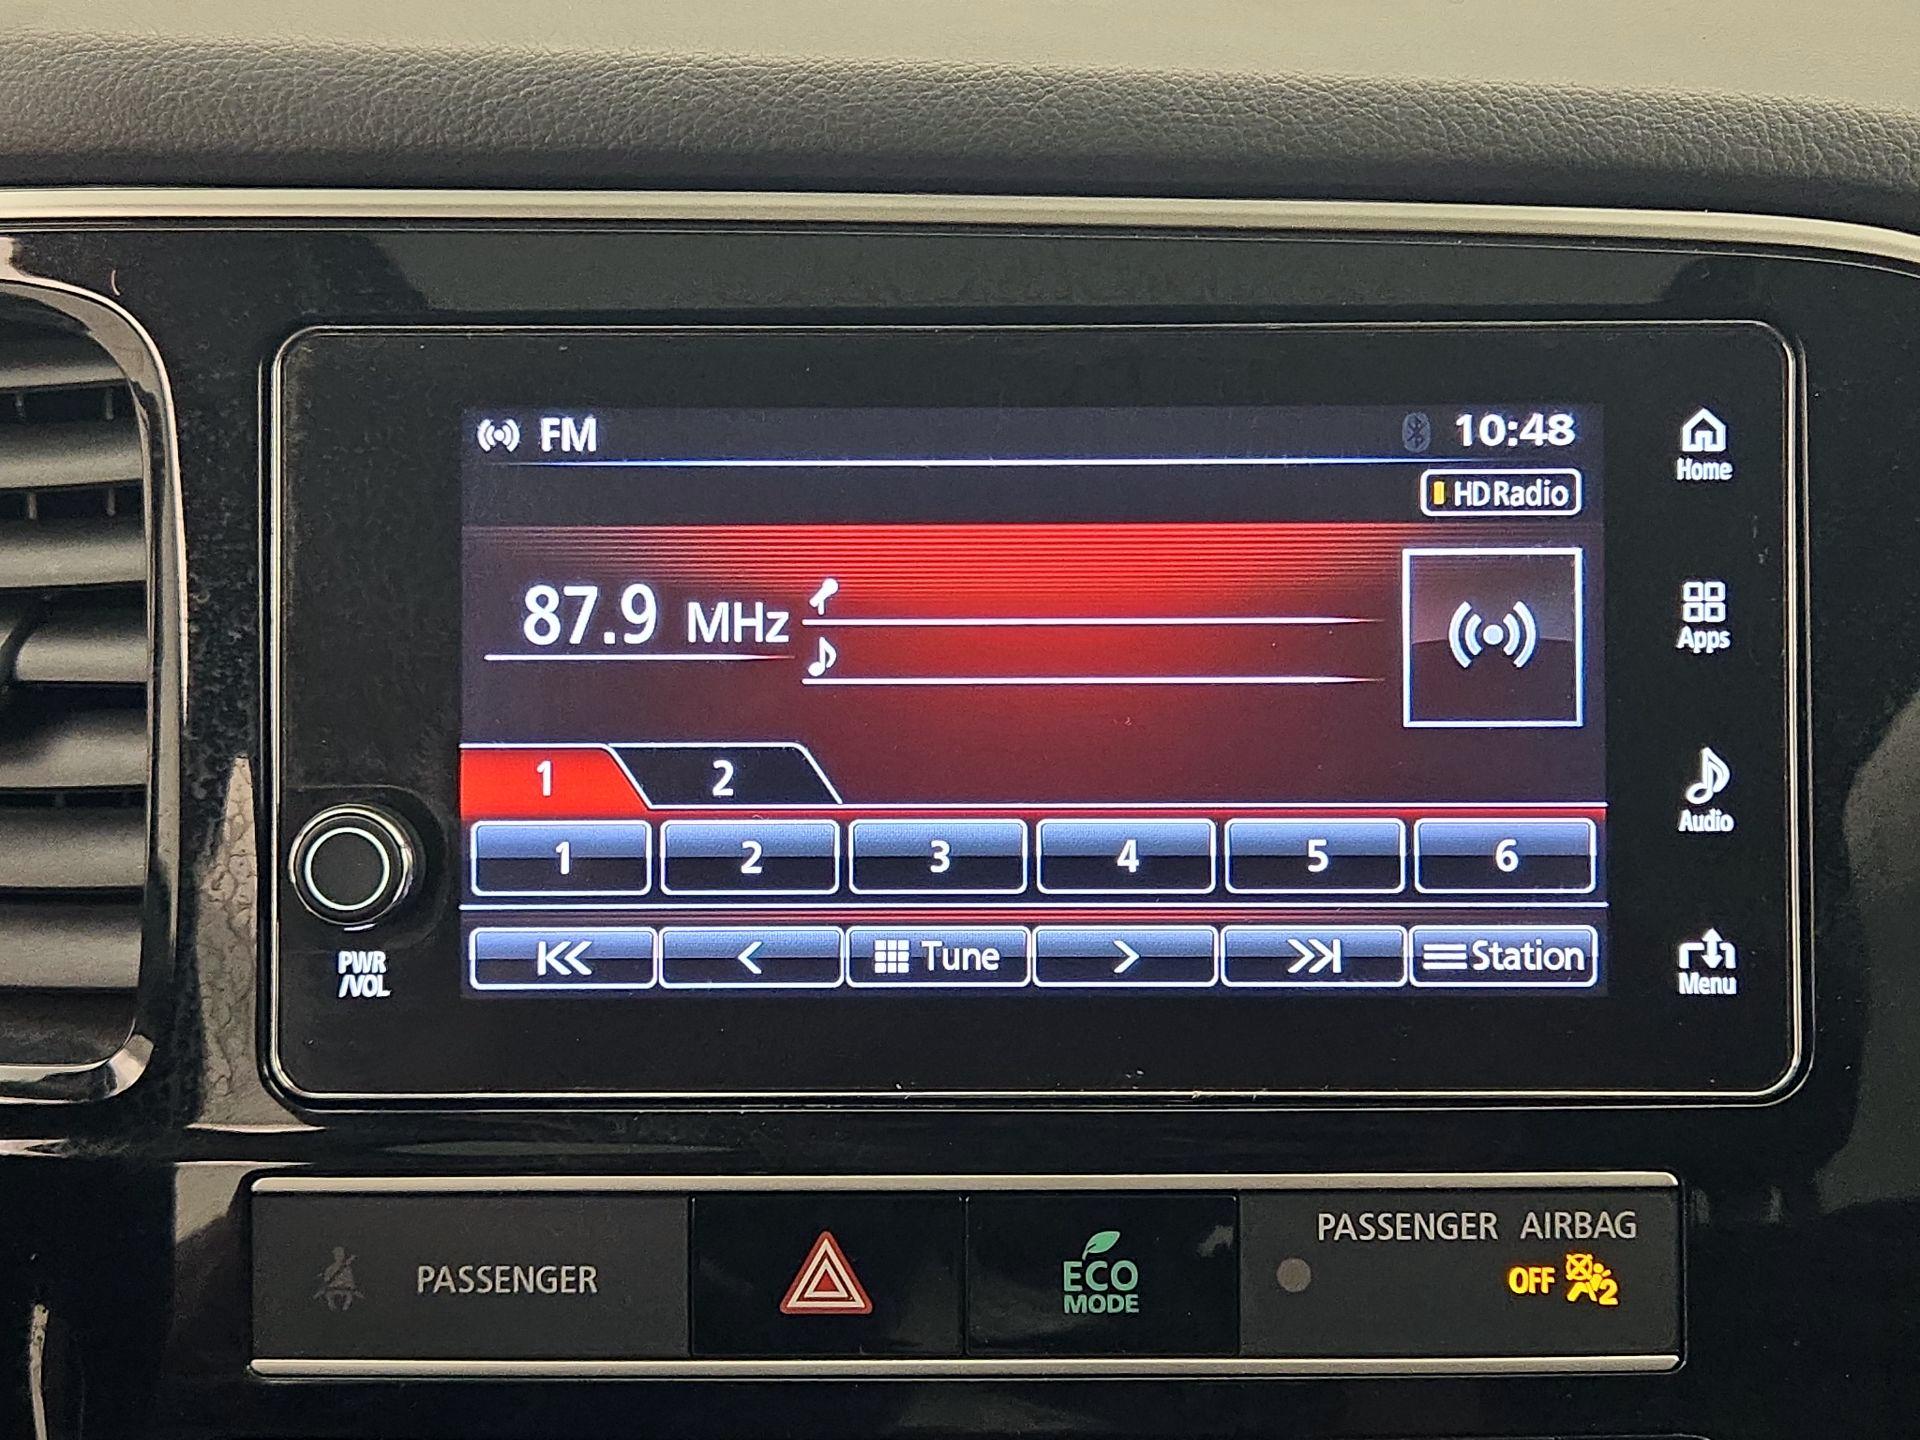 FM
10:48
HD Radio
87.9 MHz
1
2
1
2
3
4
5
6
Tune
Station
Home
Apps
Audio
Menu
PWR
/VOL
PASSENGER
ECO
MODE
PASSENGER AIRBAG
OFF
2